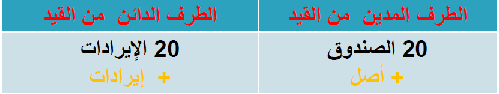 الطرف المدين  من القيد
الطرف الدائن  من القيد
20 الصندوق
+ أصل
20 الإيرادات
+  إيرادات